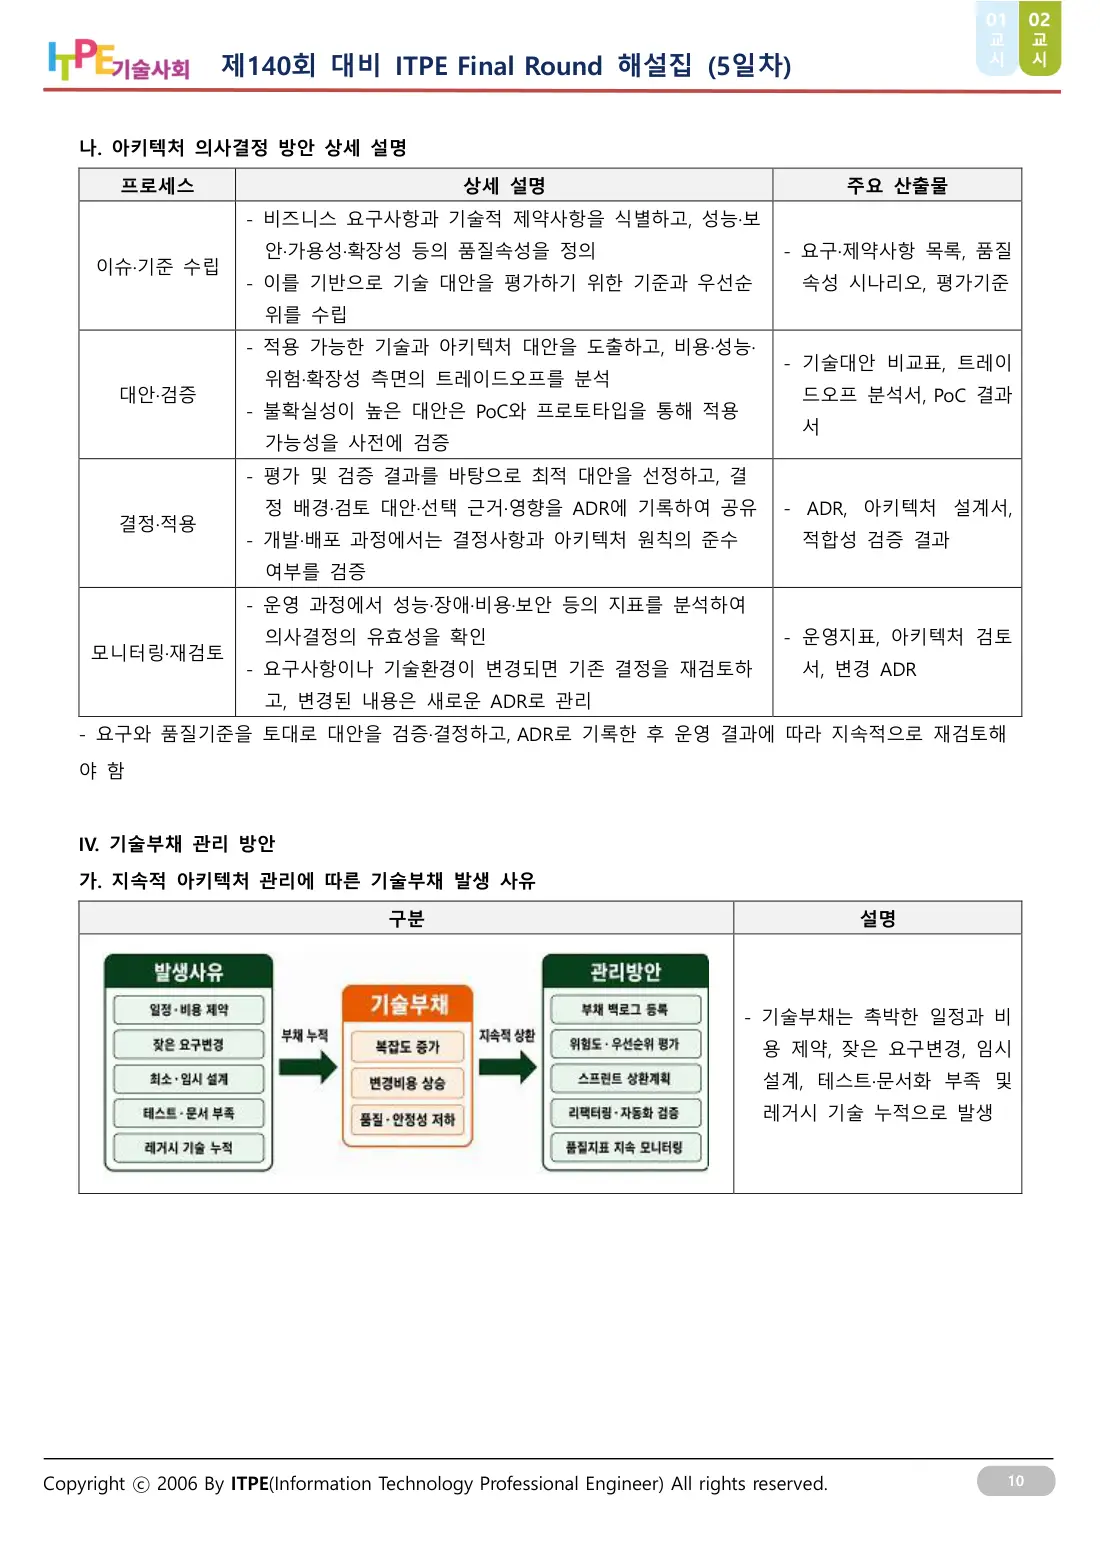 ITPE기술사회 제140회 대비 ITPE Final Round 해설집 (5일차)
01 교시
02 교시
나. 아키텍처 의사결정 방안 상세 설명
프로세스 상세 설명 주요 산출물
이슈·기준 수립
- 비즈니스 요구사항과 기술적 제약사항을 식별하고, 성능·보
안·가용성·확장성 등의 품질속성을 정의
- 이를 기반으로 기술 대안을 평가하기 위한 기준과 우선순
위를 수립
- 요구·제약사항 목록, 품질
속성 시나리오, 평가기준
대안·검증
- 적용 가능한 기술과 아키텍처 대안을 도출하고, 비용·성능·
위험·확장성 측면의 트레이드오프를 분석
- 불확실성이 높은 대안은 PoC와 프로토타입을 통해 적용
가능성을 사전에 검증
- 기술대안 비교표, 트레이
드오프 분석서, PoC 결과
서
결정·적용
- 평가 및 검증 결과를 바탕으로 최적 대안을 선정하고, 결
정 배경·검토 대안·선택 근거·영향을 ADR에 기록하여 공유
- 개발·배포 과정에서는 결정사항과 아키텍처 원칙의 준수
여부를 검증
- ADR, 아키텍처 설계서,
적합성 검증 결과
모니터링·재검토
- 운영 과정에서 성능·장애·비용·보안 등의 지표를 분석하여
의사결정의 유효성을 확인
- 요구사항이나 기술환경이 변경되면 기존 결정을 재검토하
고, 변경된 내용은 새로운 ADR로 관리
- 운영지표, 아키텍처 검토
서, 변경 ADR
- 요구와 품질기준을 토대로 대안을 검증·결정하고, ADR로 기록한 후 운영 결과에 따라 지속적으로 재검토해
야 함
IV. 기술부채 관리 방안
가. 지속적 아키텍처 관리에 따른 기술부채 발생 사유
구분 설명
발생사유
일정·비용 제약
잦은 요구변경
최소·임시 설계
테스트·문서 부족
레거시 기술 누적
부채 누적
기술부채
복잡도 증가
변경비용 상승
품질·안정성 저하
지속적 상환
관리방안
부채 백로그 등록
위험도·우선순위 평가
스프린트 상환계획
리팩터링·자동화 검증
품질지표 지속 모니터링
- 기술부채는 촉박한 일정과 비
용 제약, 잦은 요구변경, 임시
설계, 테스트·문서화 부족 및
레거시 기술 누적으로 발생
Copyright ⓒ 2006 By ITPE(Information Technology Professional Engineer) All rights reserved.
10